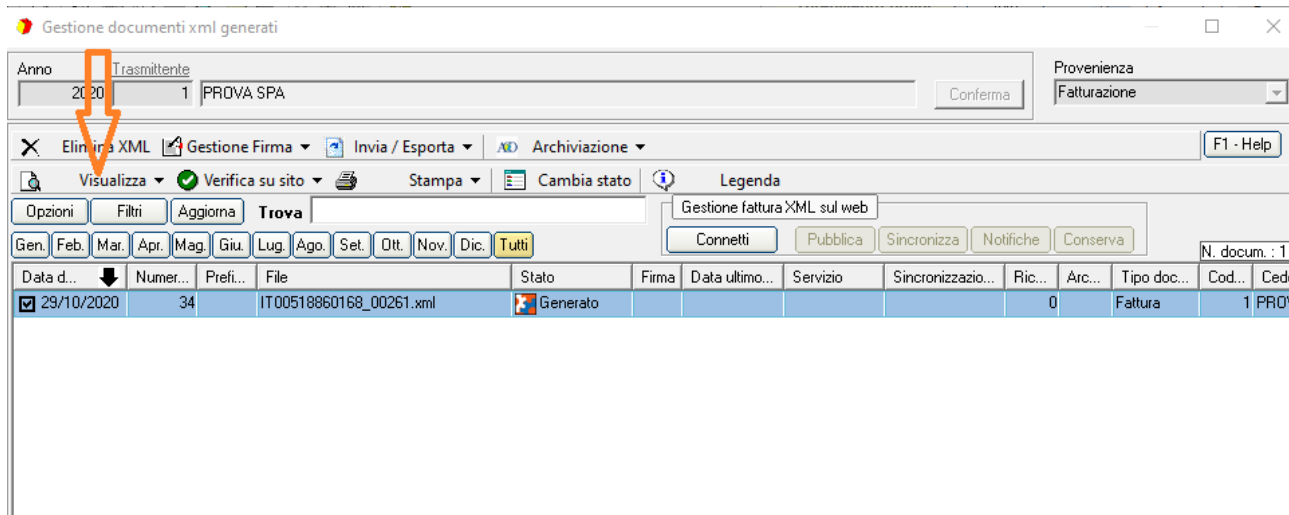 Gestione documenti xml generati
Anno Trasmittente Provenienza
2020 1 PROVA SPA Conferma Fatturazione
Elimina XML Gestione Firma Invia / Esporta Archiviazione F1 - Help
Visualizza Verifica su sito Stampa Cambia stato Legenda
Opzioni Filtri Aggiorna Trova Gestione fattura XML sul web
Gen. Feb. Mar. Apr. Mag. Giu. Lug. Ago. Set. Ott. Nov. Dic. Tutti Connetti Pubblica Sincronizza Notifiche Conserva N. docum. : 1
Data d... Numer... Prefi... File Stato Firma Data ultimo... Servizio Sincronizzazio... Ric... Arc... Tipo doc... Cod... Ced
29/10/2020 34 IT00518860168_00261.xml Generato 0 Fattura 1 PROV